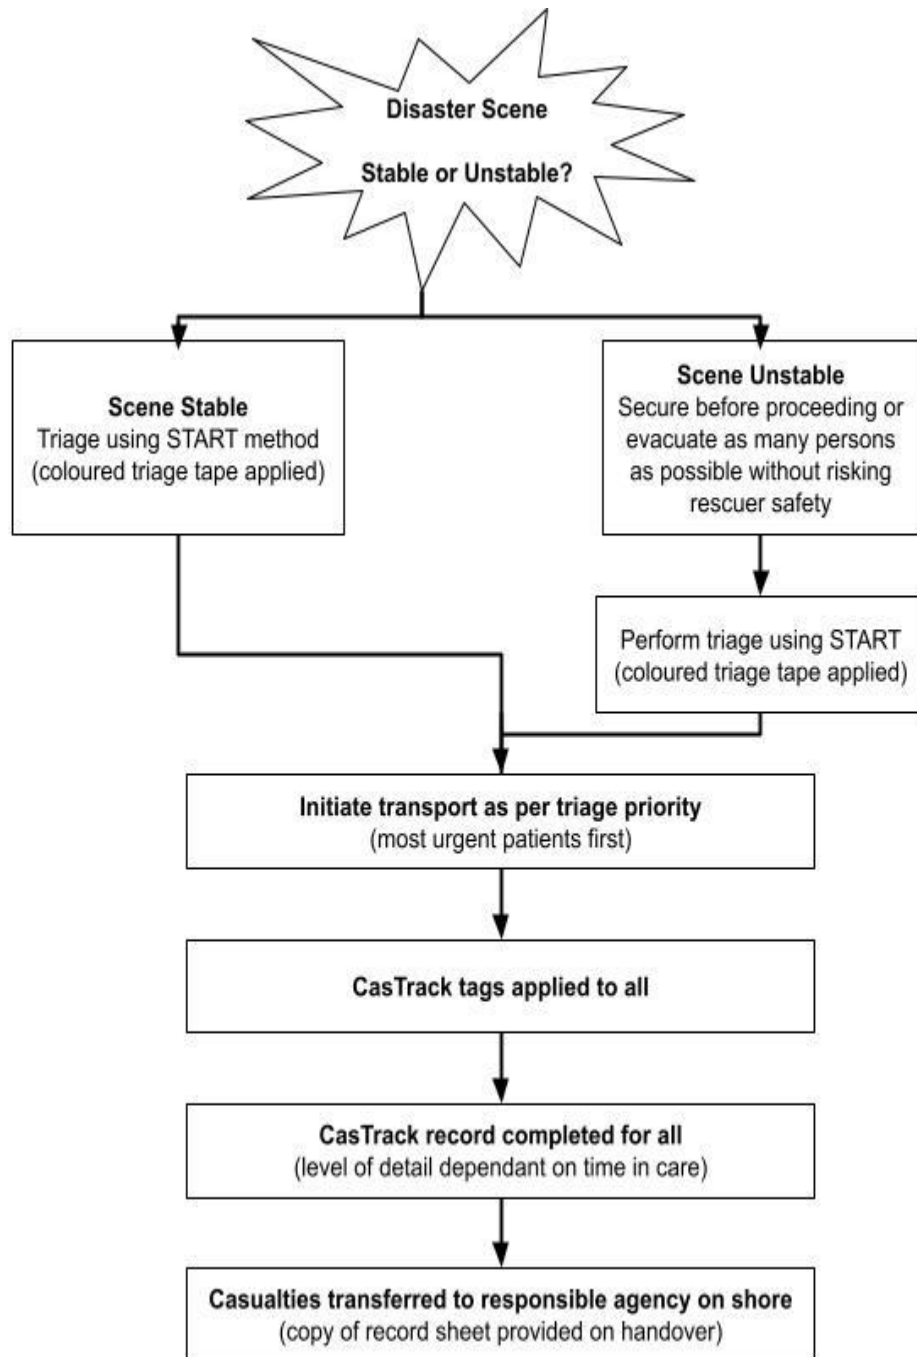 Disaster Scene
Stable or Unstable?
Scene Stable
Triage using START method
(coloured triage tape applied)
Scene Unstable
Secure before proceeding or
evacuate as many persons
as possible without risking
rescuer safety
Perform triage using START
(coloured triage tape applied)
Initiate transport as per triage priority
(most urgent patients first)
CasTrack tags applied to all
CasTrack record completed for all
(level of detail dependant on time in care)
Casualties transferred to responsible agency on shore
(copy of record sheet provided on handover)